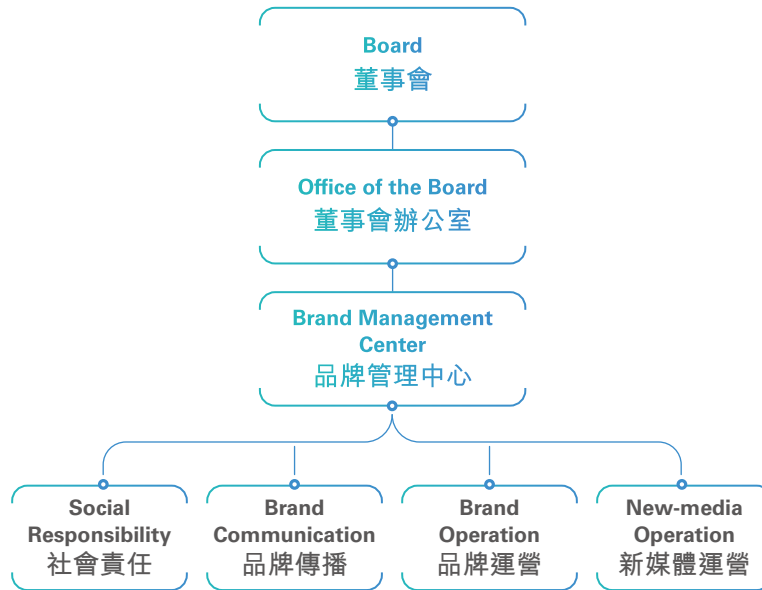 Board
董事會
Office of the Board
董事會辦公室
Brand Management
Center
品牌管理中心
Social
Responsibility
社會責任
Brand
Communication
品牌傳播
Brand
Operation
品牌運營
New-media
Operation
新媒體運營